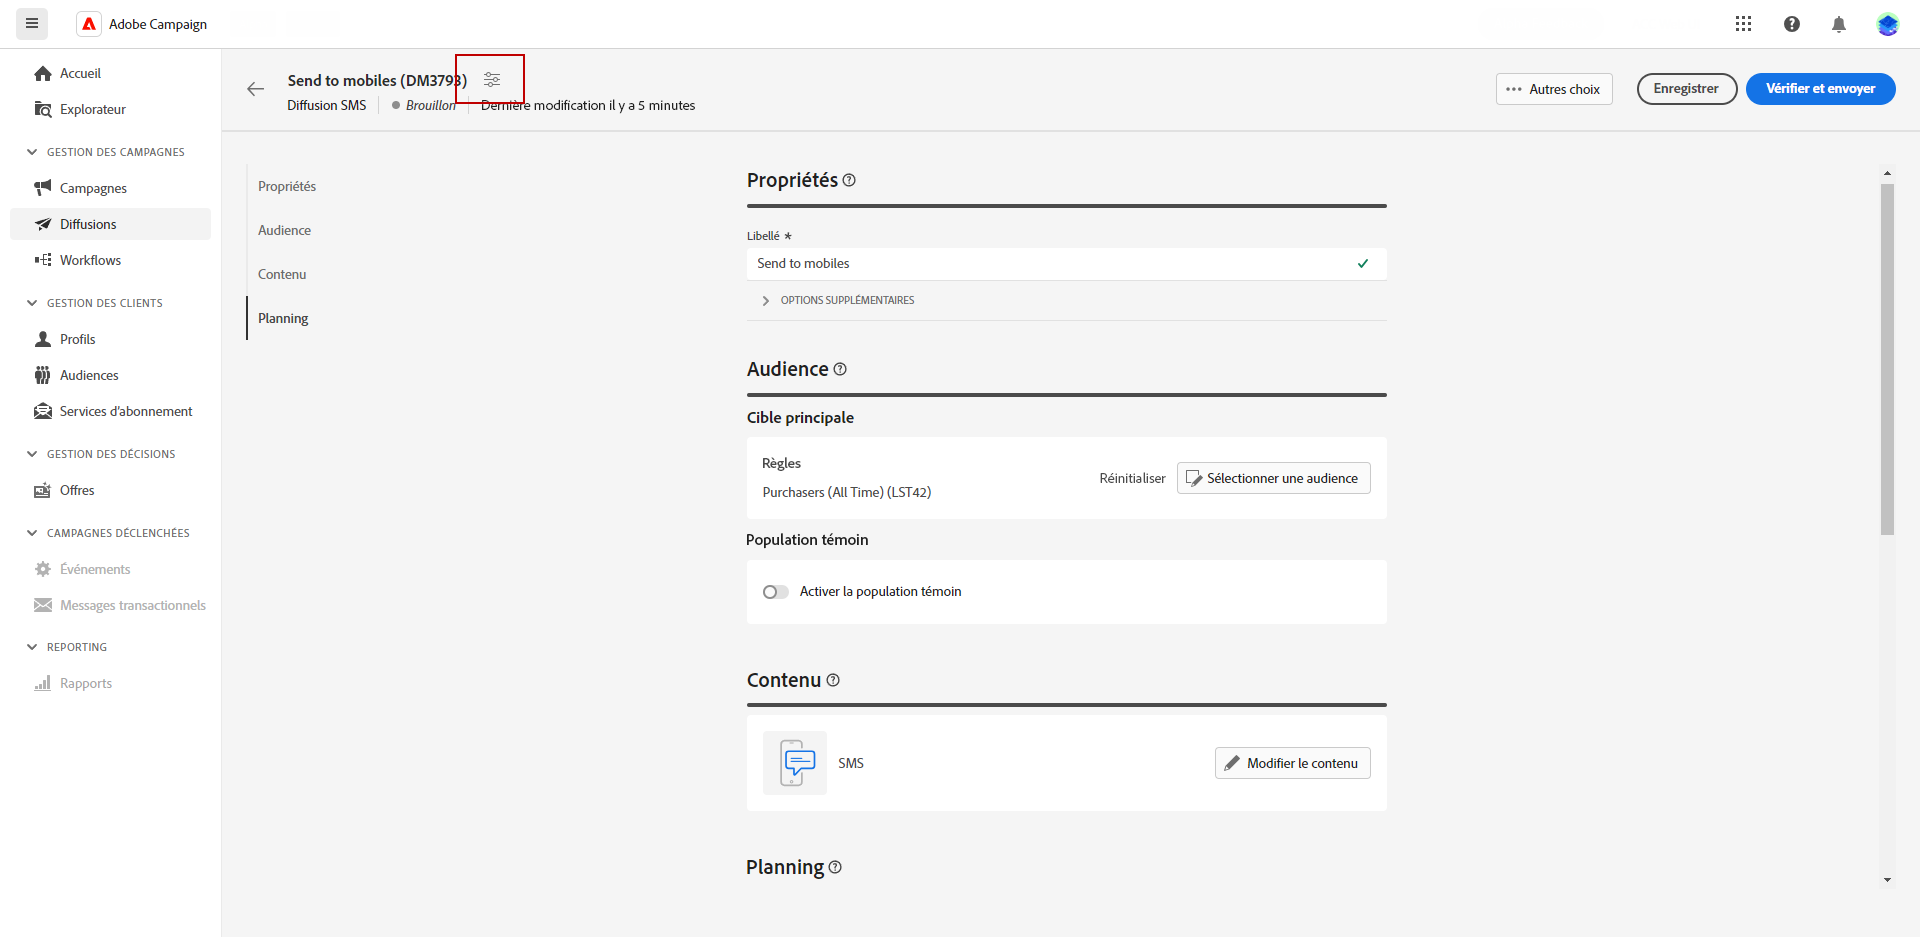 Adobe Campaign
Accueil
Explorateur
GESTION DES CAMPAGNES
Campagnes
Diffusions
Workflows
GESTION DES CLIENTS
Profils
Audiences
Services d'abonnement
GESTION DES DÉCISIONS
Offres
CAMPAGNES DÉCLENCHÉES
Événements
Messages transactionnels
REPORTING
Rapports
Send to mobiles (DM3793)
Diffusion SMS Brouillon Dernière modification il y a 5 minutes
Autres choix
Enregistrer
Vérifier et envoyer
Propriétés
Audience
Contenu
Planning
Propriétés
Libellé *
Send to mobiles
OPTIONS SUPPLÉMENTAIRES
Audience
Cible principale
Règles
Purchasers (All Time) (LST42)
Réinitialiser
Sélectionner une audience
Population témoin
Activer la population témoin
Contenu
SMS
Modifier le contenu
Planning